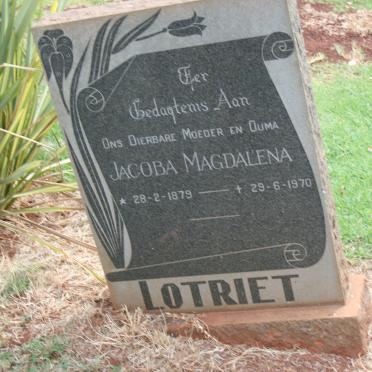 Ter
Gedagtenis Aan
Ons Dierbare Moeder en Ouma
Jacoba Magdalena
* 28-2-1879 — ✝ 29-6-1970
LOTRIET